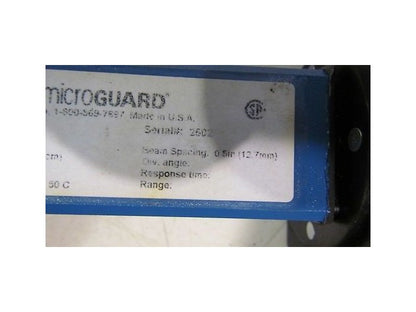 microGUARD®
1-800-569-7697 Made in U.S.A.
Serial#: 2602
cm) Beam Spacing: 0.5in (12.7mm)
Div. angle:
Response time:
50 C Range: